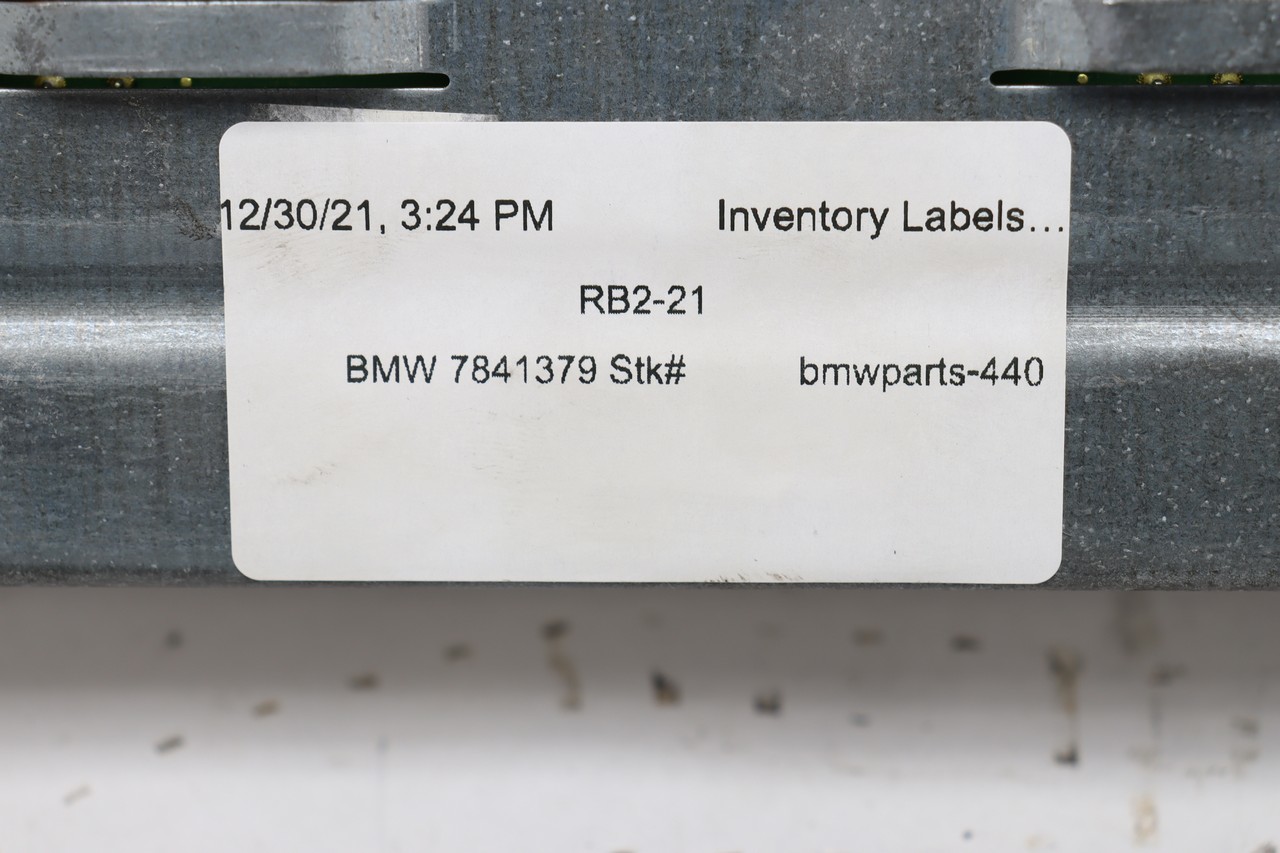 12/30/21, 3:24 PM Inventory Labels...
RB2-21
BMW 7841379 Stk# bmwparts-440